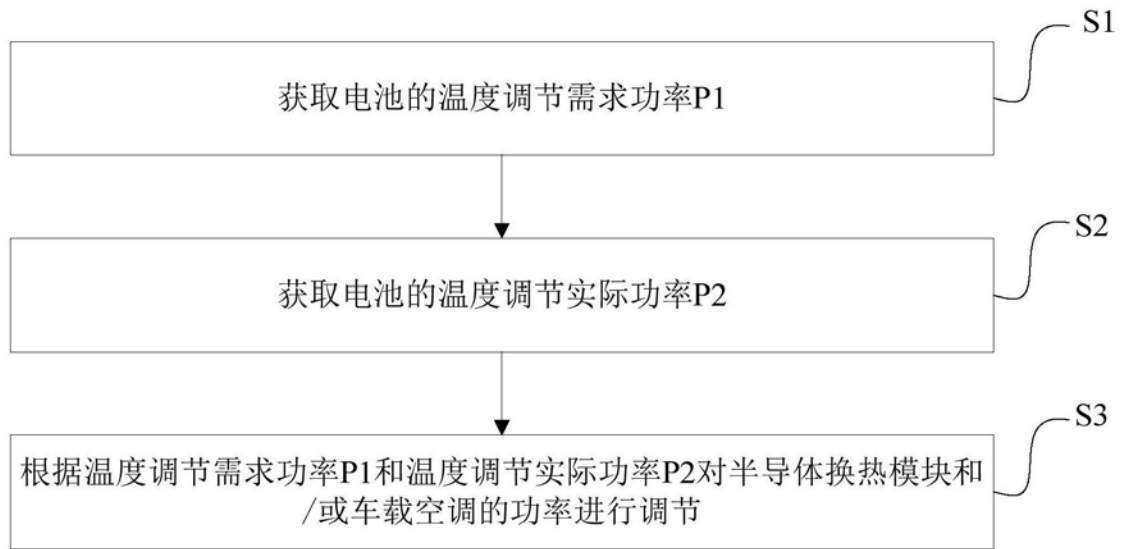 S1
获取电池的温度调节需求功率P1
S2
获取电池的温度调节实际功率P2
S3
根据温度调节需求功率P1和温度调节实际功率P2对半导体换热模块和
/或车载空调的功率进行调节